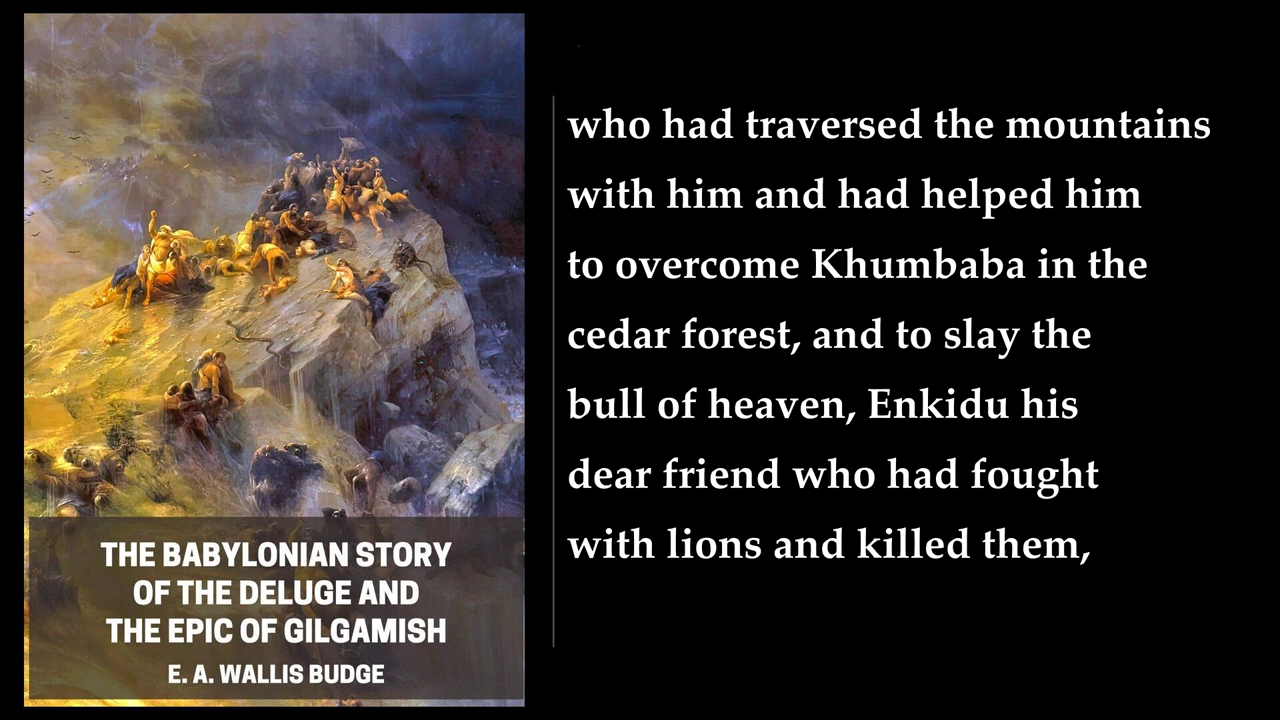 THE BABYLONIAN STORY
OF THE DELUGE AND
THE EPIC OF GILGAMISH
E. A. WALLIS BUDGE
who had traversed the mountains
with him and had helped him
to overcome Khumbaba in the
cedar forest, and to slay the
bull of heaven, Enkidu his
dear friend who had fought
with lions and killed them,